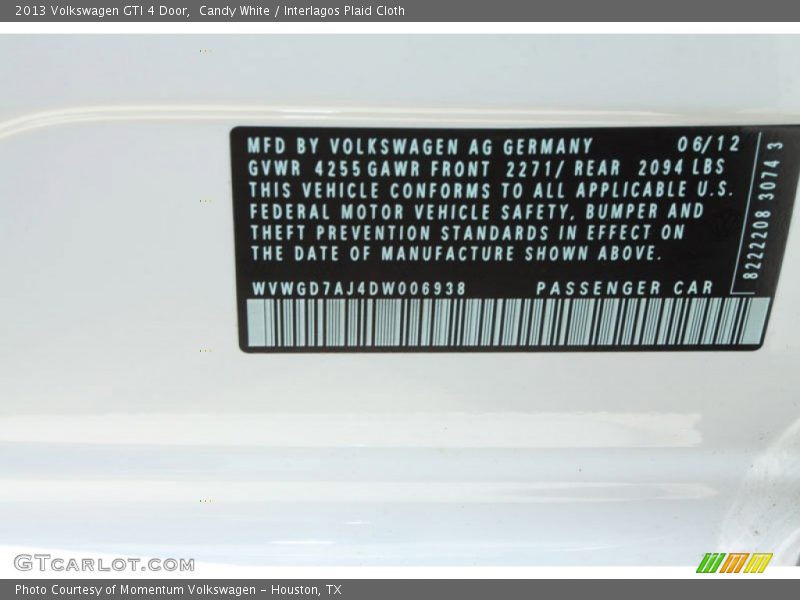 2013 Volkswagen GTI 4 Door,  Candy White / Interlagos Plaid Cloth
MFD BY VOLKSWAGEN AG GERMANY 06/12
GVWR 4255 GAWR FRONT 2271/ REAR 2094 LBS
THIS VEHICLE CONFORMS TO ALL APPLICABLE U.S.
FEDERAL MOTOR VEHICLE SAFETY, BUMPER AND
THEFT PREVENTION STANDARDS IN EFFECT ON
THE DATE OF MANUFACTURE SHOWN ABOVE.
WVWGD7AJ4DW006938 PASSENGER CAR
8222208 3074 3
GTCARLOT.COM
Photo Courtesy of Momentum Volkswagen - Houston, TX